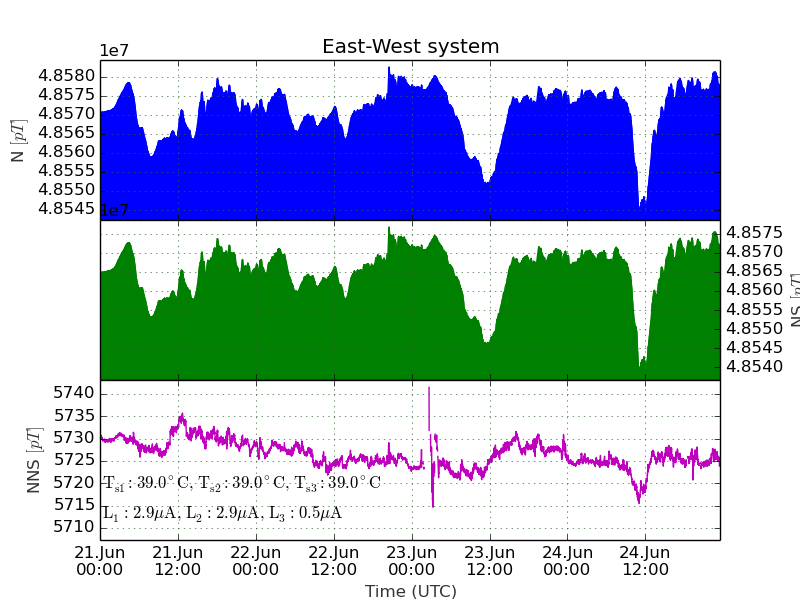 East-West system
1e7
4.8580
4.8575
4.8570
4.8565
4.8560
4.8555
4.8550
4.8545
N [pT]
1e7
4.8575
4.8570
4.8565
4.8560
4.8555
4.8550
4.8545
4.8540
NS [pT]
5740
5735
5730
5725
5720
5715
5710
NNS [pT]
T_s1 : 39.0°C, T_s2 : 39.0°C, T_s3 : 39.0°C
L_1 : 2.9μA, L_2 : 2.9μA, L_3 : 0.5μA
21.Jun 21.Jun 22.Jun 22.Jun 23.Jun 23.Jun 24.Jun 24.Jun
00:00 12:00 00:00 12:00 00:00 12:00 00:00 12:00
Time (UTC)